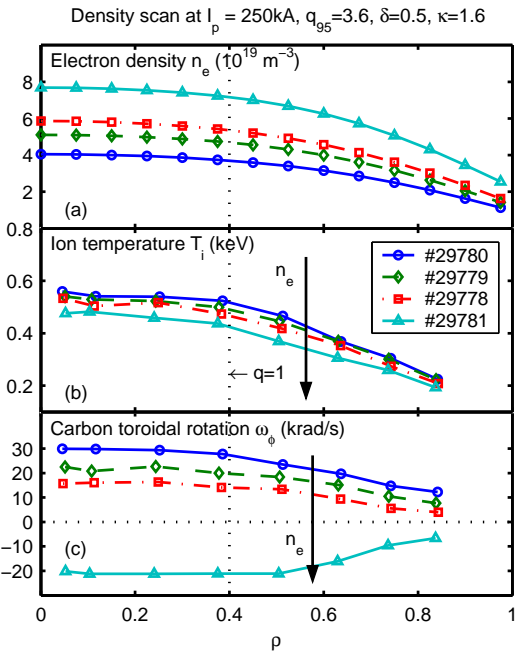 Density scan at Iₚ = 250kA, q₉₅=3.6, δ=0.5, κ=1.6
Electron density nₑ (10¹⁹ m⁻³)
8
6
4
2
(a)
0.8
Ion temperature Tᵢ (keV)
0.6
0.4
0.2
nₑ
#29780
#29779
#29778
#29781
← q=1
(b)
Carbon toroidal rotation ω_ϕ (krad/s)
30
20
10
0
−10
−20
nₑ
(c)
0 0.2 0.4 0.6 0.8 1
ρ